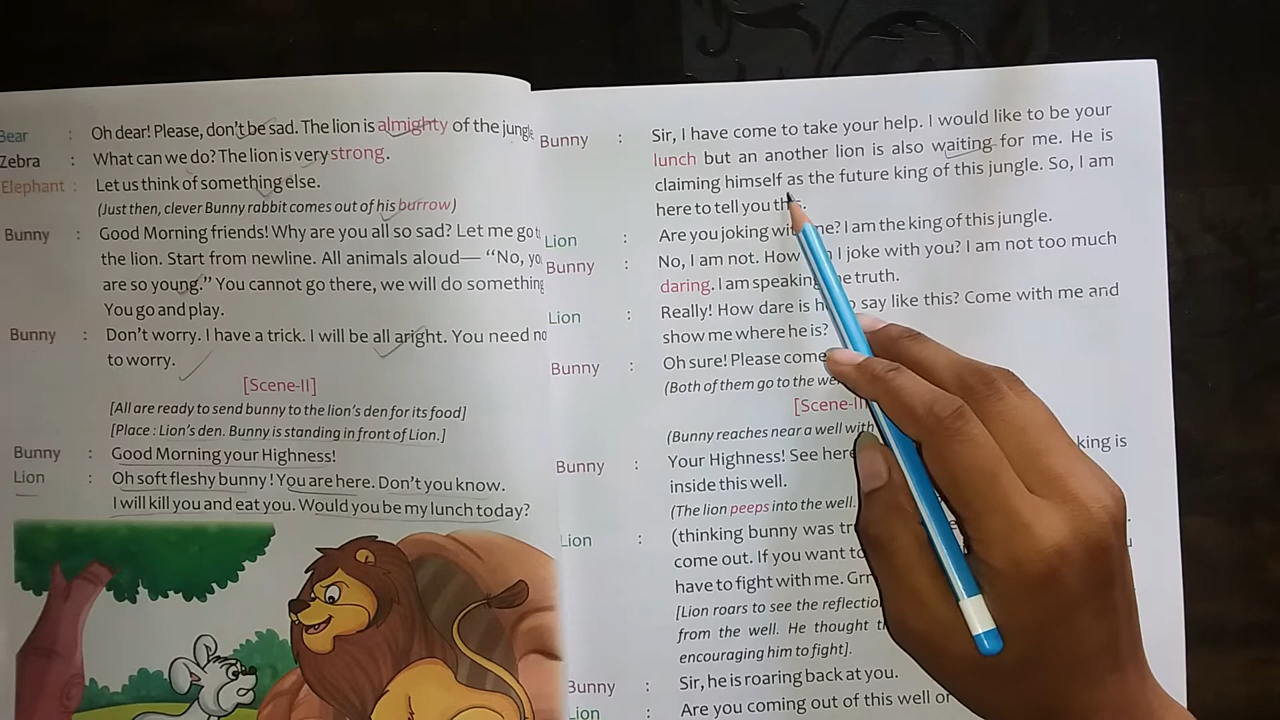 Bear : Oh dear! Please, don't be sad. The lion is almighty of the jungle
Zebra : What can we do? The lion is very strong.
Elephant : Let us think of something else.
(Just then, clever Bunny rabbit comes out of his burrow)
Bunny : Good Morning friends! Why are you all so sad? Let me go
the lion. Start from newline. All animals aloud— "No, you
are so young." You cannot go there, we will do something
You go and play.
Bunny : Don't worry. I have a trick. I will be all aright. You need no
to worry.
[Scene-II]
[All are ready to send bunny to the lion's den for its food]
[Place : Lion's den. Bunny is standing in front of Lion.]
Bunny : Good Morning your Highness!
Lion : Oh soft fleshy bunny ! You are here. Don't you know.
I will kill you and eat you. Would you be my lunch today?
Bunny : Sir, I have come to take your help. I would like to be your
lunch but an another lion is also waiting for me. He is
claiming himself as the future king of this jungle. So, I am
here to tell you this.
Lion : Are you joking with me? I am the king of this jungle.
Bunny : No, I am not. How can I joke with you? I am not too much
daring. I am speaking the truth.
Lion : Really! How dare is he to say like this? Come with me and
show me where he is?
Bunny : Oh sure! Please come
(Both of them go to the
[Scene-III
(Bunny reaches near a well with
Bunny : Your Highness! See here king is
inside this well.
(The lion peeps into the well.
Lion : (thinking bunny was
come out. If you want to
have to fight with me.
[Lion roars to see the
from the well. He thought
encouraging him to fight].
Bunny : Sir, he is roaring back at you.
Lion : Are you coming out of this well or